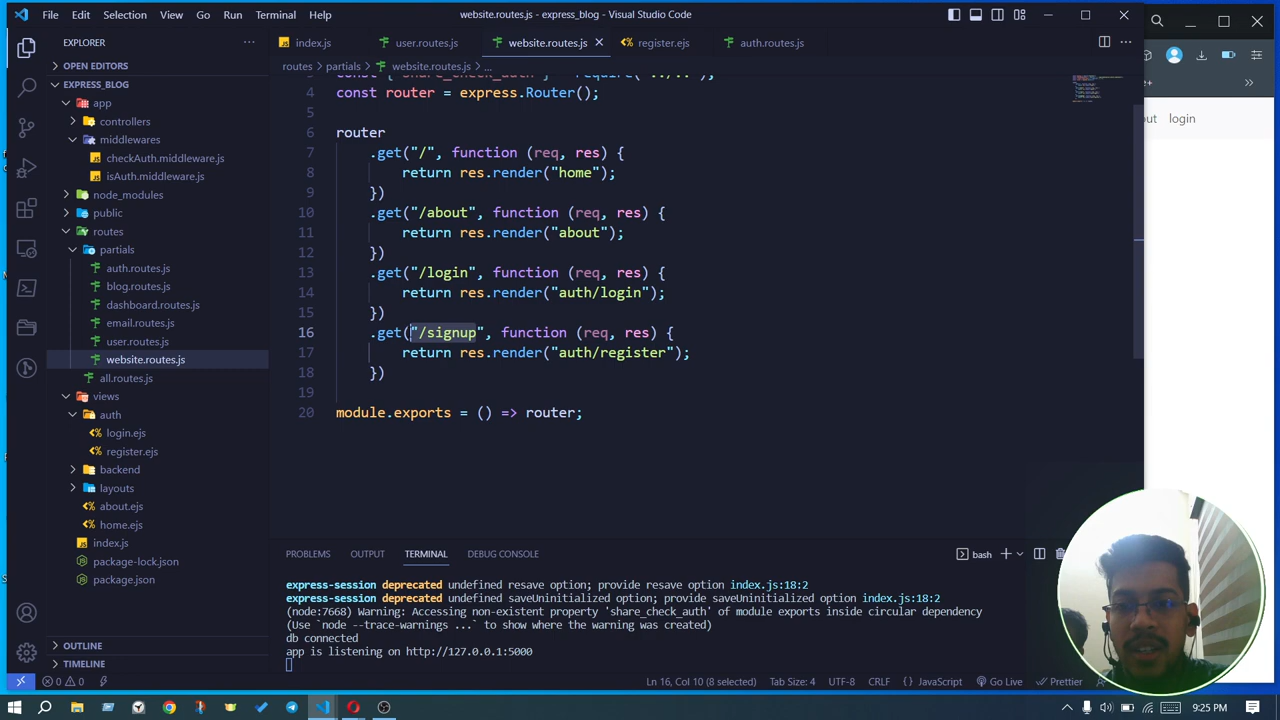 File Edit Selection View Go Run Terminal Help
website.routes.js - express_blog - Visual Studio Code
EXPLORER
index.js user.routes.js website.routes.js register.ejs auth.routes.js
OPEN EDITORS
routes > partials > website.routes.js > ...
EXPRESS_BLOG
app
controllers
middlewares
checkAuth.middleware.js
isAuth.middleware.js
node_modules
public
routes
partials
auth.routes.js
blog.routes.js
dashboard.routes.js
email.routes.js
user.routes.js
website.routes.js
all.routes.js
views
auth
login.ejs
register.ejs
backend
layouts
about.ejs
home.ejs
index.js
package-lock.json
package.json
OUTLINE
TIMELINE
4 const router = express.Router();
5
6 router
7 .get("/", function (req, res) {
8 return res.render("home");
9 })
10 .get("/about", function (req, res) {
11 return res.render("about");
12 })
13 .get("/login", function (req, res) {
14 return res.render("auth/login");
15 })
16 .get("/signup", function (req, res) {
17 return res.render("auth/register");
18 })
19
20 module.exports = () => router;
PROBLEMS OUTPUT TERMINAL DEBUG CONSOLE
bash
express-session deprecated undefined resave option; provide resave option index.js:18:2
express-session deprecated undefined saveUninitialized option; provide saveUninitialized option index.js:18:2
(node:7668) Warning: Accessing non-existent property 'share_check_auth' of module exports inside circular dependency
(Use `node --trace-warnings ...` to show where the warning was created)
db connected
app is listening on http://127.0.0.1:5000
login
0 0 Ln 16, Col 10 (8 selected) Tab Size: 4 UTF-8 CRLF {} JavaScript Go Live Prettier
9:25 PM